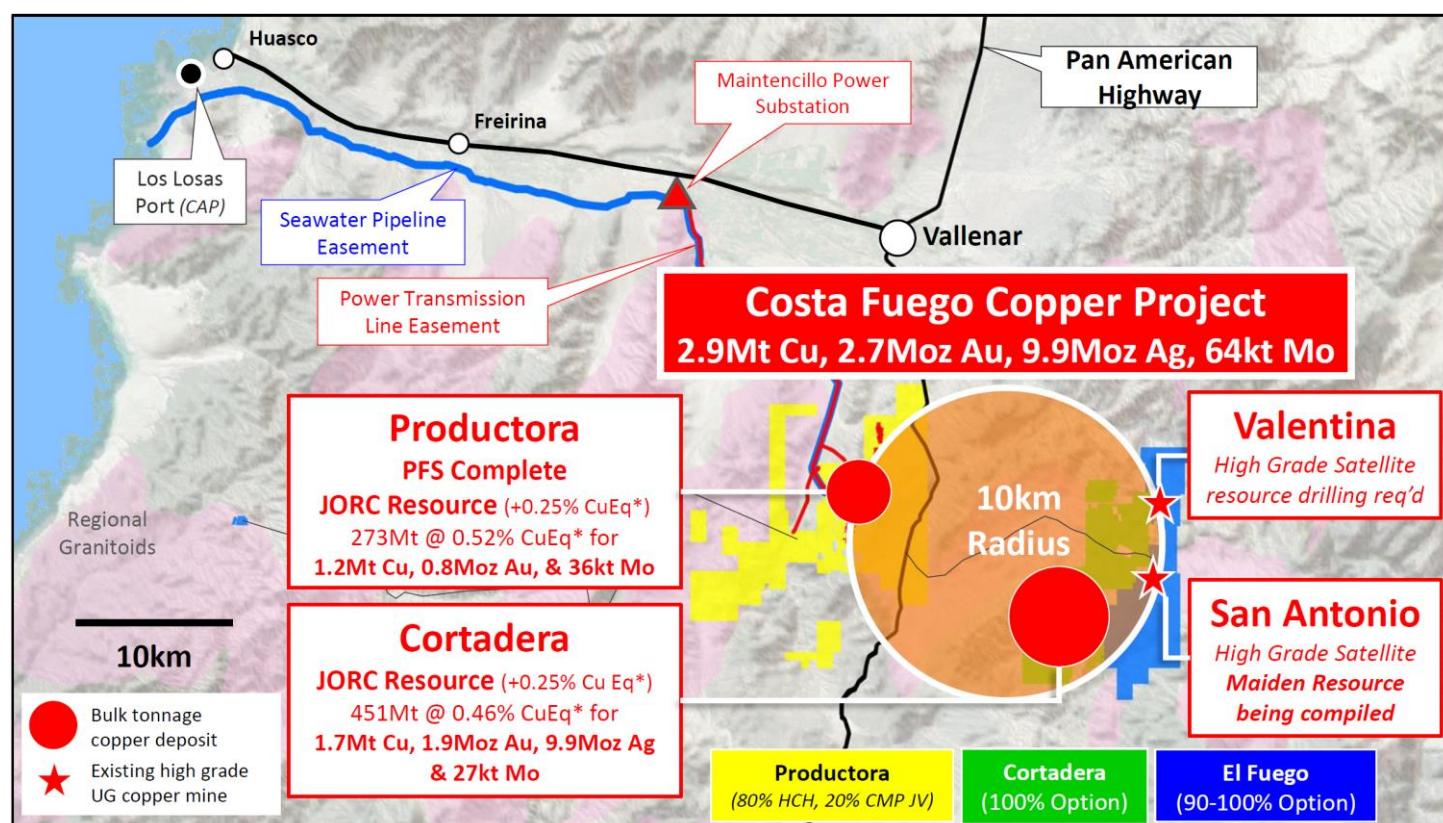 Huasco
Pan American
Highway
Maintencillo Power
Substation
Freirina
Los Losas
Port (CAP)
Seawater Pipeline
Easement
Vallenar
Power Transmission
Line Easement
Costa Fuego Copper Project
2.9Mt Cu, 2.7Moz Au, 9.9Moz Ag, 64kt Mo
Productora
PFS Complete
JORC Resource (+0.25% CuEq*)
273Mt @ 0.52% CuEq* for
1.2Mt Cu, 0.8Moz Au, & 36kt Mo
Valentina
High Grade Satellite
resource drilling req'd
10km
Radius
Regional
Granitoids
Cortadera
JORC Resource (+0.25% Cu Eq*)
451Mt @ 0.46% CuEq* for
1.7Mt Cu, 1.9Moz Au, 9.9Moz Ag
& 27kt Mo
San Antonio
High Grade Satellite
Maiden Resource
being compiled
10km
Bulk tonnage
copper deposit
Existing high grade
UG copper mine
Productora
(80% HCH, 20% CMP JV)
Cortadera
(100% Option)
El Fuego
(90-100% Option)